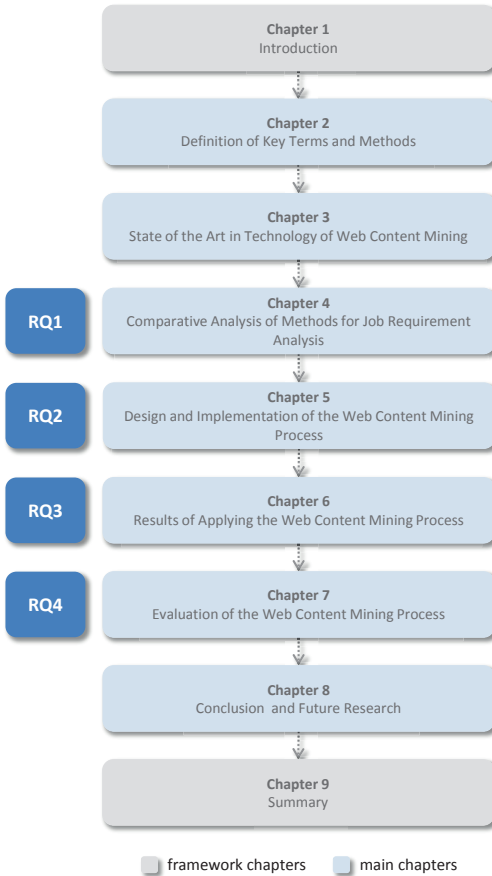 Chapter 1
Introduction
Chapter 2
Definition of Key Terms and Methods
Chapter 3
State of the Art in Technology of Web Content Mining
RQ1
Chapter 4
Comparative Analysis of Methods for Job Requirement
Analysis
RQ2
Chapter 5
Design and Implementation of the Web Content Mining
Process
RQ3
Chapter 6
Results of Applying the Web Content Mining Process
RQ4
Chapter 7
Evaluation of the Web Content Mining Process
Chapter 8
Conclusion and Future Research
Chapter 9
Summary
framework chapters main chapters